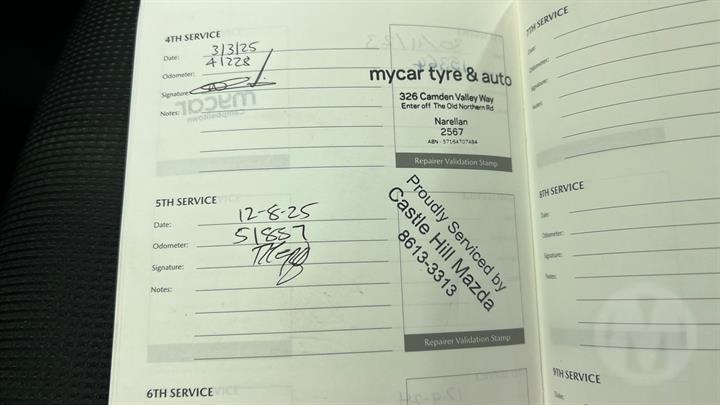 4TH SERVICE
Date: 3/3/25
Odometer: 41228
Signature:
Notes:
mycar tyre & auto
326 Camden Valley Way
Enter off The Old Northern Rd
Narellan
2567
ABN - 57164707484
Repairer Validation Stamp
5TH SERVICE
Date: 12-8-25
Odometer: 51887
Signature:
Notes:
Proudly Serviced by
Castle Hill Mazda
8613-3313
Repairer Validation Stamp
6TH SERVICE
7TH SERVICE
Date:
Odometer:
Signature:
Notes:
8TH SERVICE
Date:
Odometer:
Signature:
Notes:
9TH SERVICE
Date: